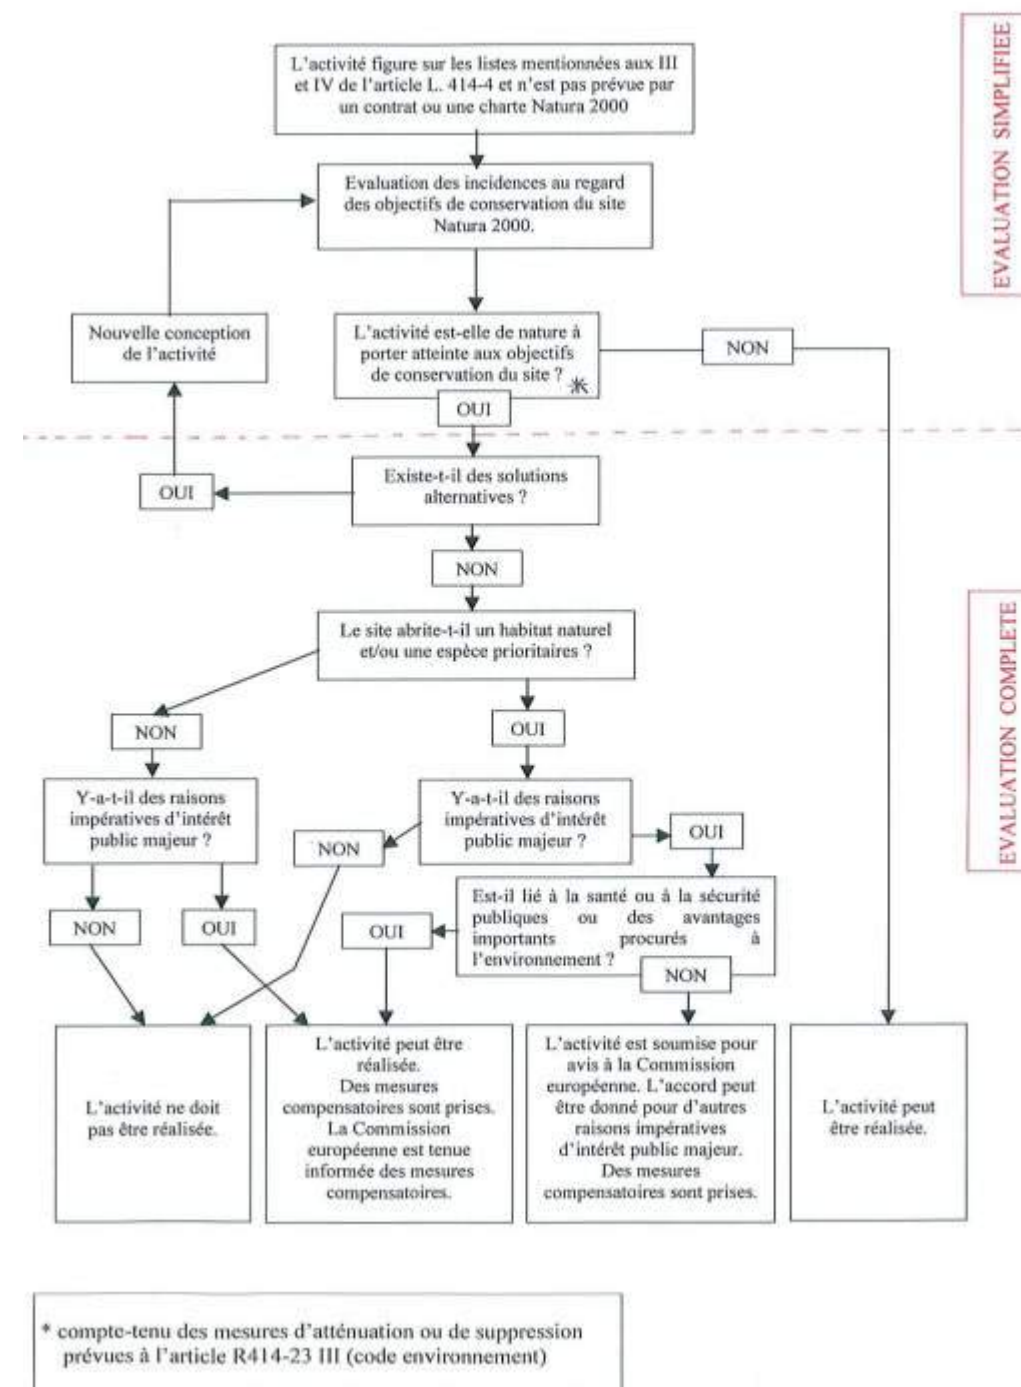 L'activité figure sur les listes mentionnées aux III
et IV de l'article L. 414-4 et n'est pas prévue par
un contrat ou une charte Natura 2000
EVALUATION SIMPLIFIEE
Evaluation des incidences au regard
des objectifs de conservation du site
Natura 2000.
Nouvelle conception
de l'activité
L'activité est-elle de nature à
porter atteinte aux objectifs
de conservation du site ? *
NON
OUI
OUI
Existe-t-il des solutions
alternatives ?
NON
EVALUATION COMPLETE
Le site abrite-t-il un habitat naturel
et/ou une espèce prioritaires ?
NON
OUI
Y-a-t-il des raisons
impératives d'intérêt
public majeur ?
Y-a-t-il des raisons
impératives d'intérêt
public majeur ?
NON
OUI
NON
OUI
OUI
Est-il lié à la santé ou à la sécurité
publiques ou des avantages
importants procurés à
l'environnement ?
NON
L'activité ne doit
pas être réalisée.
L'activité peut être
réalisée.
Des mesures
compensatoires sont prises.
La Commission
européenne est tenue
informée des mesures
compensatoires.
L'activité est soumise pour
avis à la Commission
européenne. L'accord peut
être donné pour d'autres
raisons impératives
d'intérêt public majeur.
Des mesures
compensatoires sont prises.
L'activité peut
être réalisée.
* compte-tenu des mesures d'atténuation ou de suppression
prévues à l'article R414-23 III (code environnement)